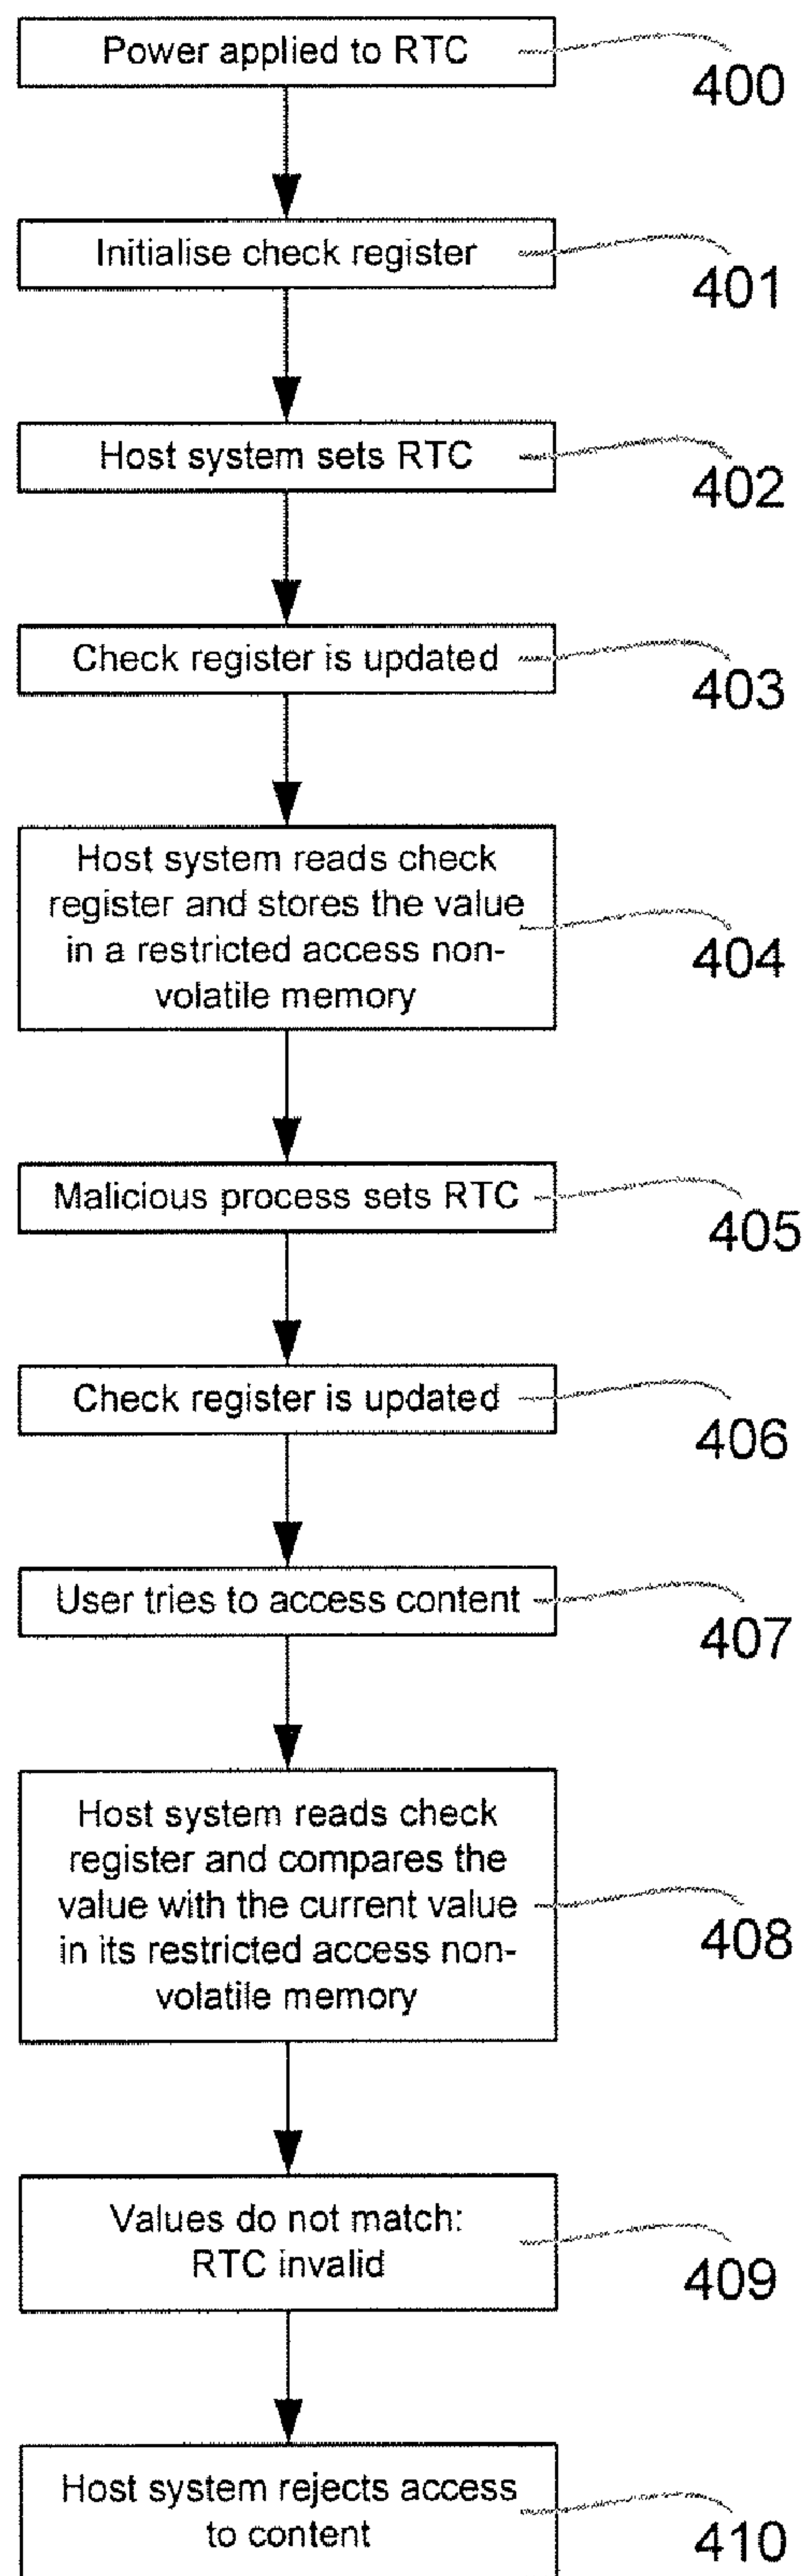 Power applied to RTC
400
Initialise check register
401
Host system sets RTC
402
Check register is updated
403
Host system reads check
register and stores the value
in a restricted access non-
volatile memory
404
Malicious process sets RTC
405
Check register is updated
406
User tries to access content
407
Host system reads check
register and compares the
value with the current value
in its restricted access non-
volatile memory
408
Values do not match:
RTC invalid
409
Host system rejects access
to content
410